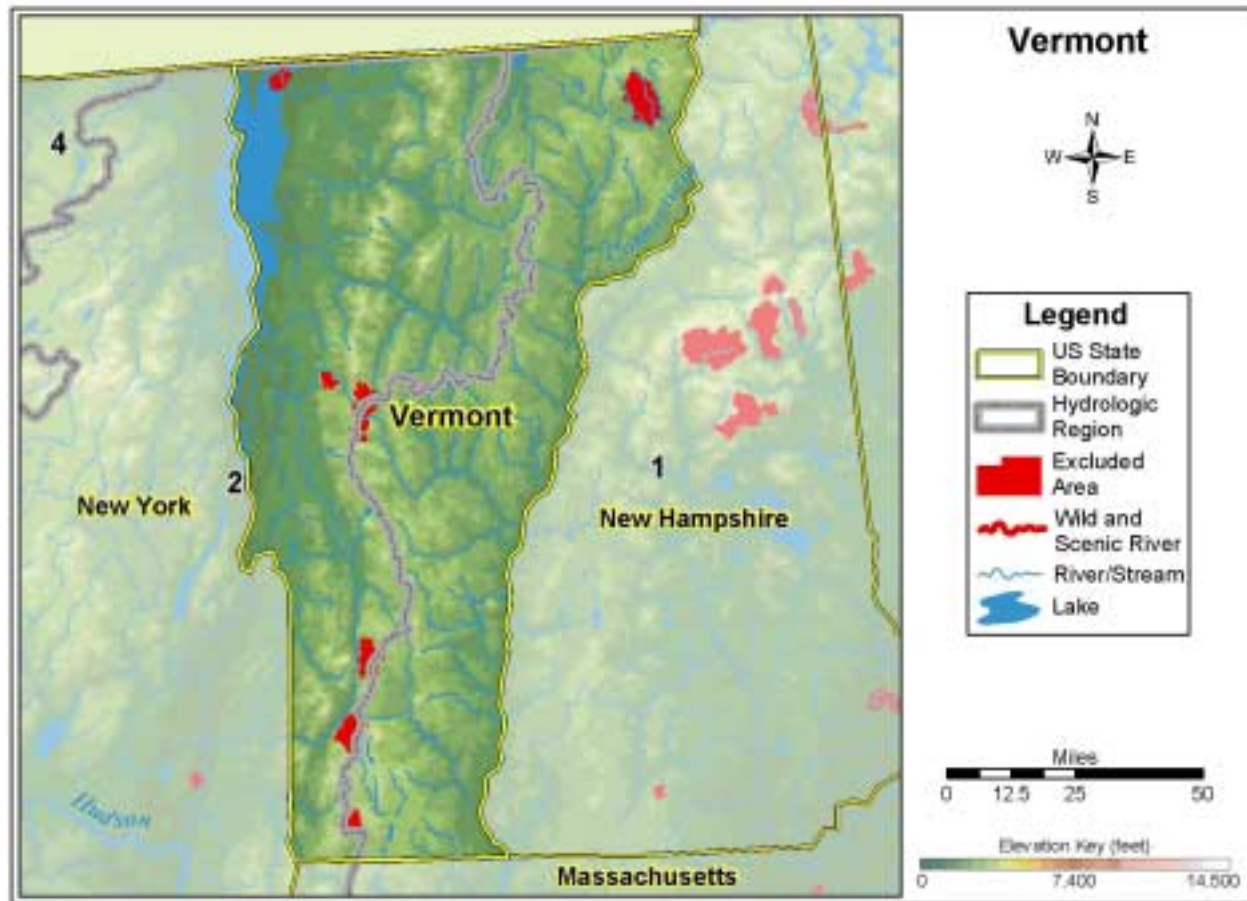 Vermont
N
W E
S
4
Vermont
2
1
New York
New Hampshire
Hudson
Massachusetts
Legend
US State
Boundary
Hydrologic
Region
Excluded
Area
Wild and
Scenic River
River/Stream
Lake
Miles
0 12.5 25 50
Elevation Key (feet)
0 7,400 14,500